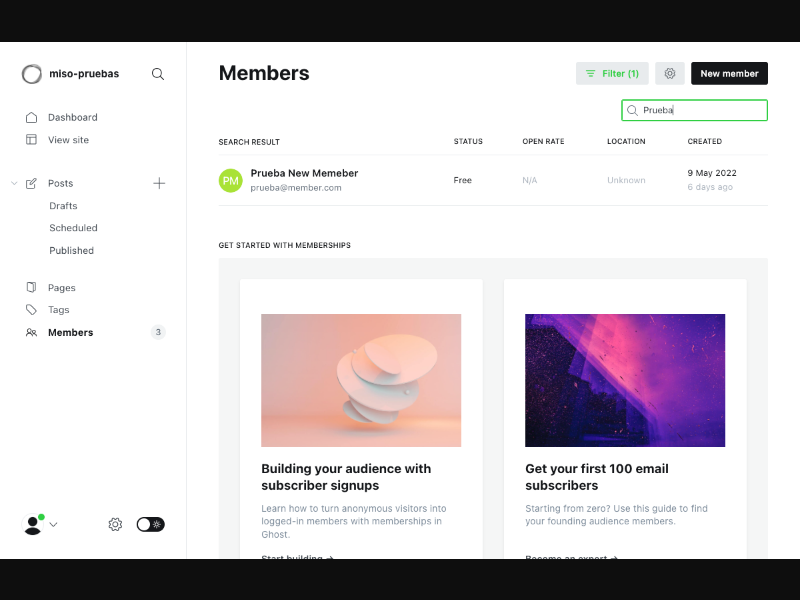 miso-pruebas
Dashboard
View site
Posts
Drafts
Scheduled
Published
Pages
Tags
Members 3
Members
Filter (1)
New member
Prueba
SEARCH RESULT STATUS OPEN RATE LOCATION CREATED
PM
Prueba New Memeber
prueba@member.com
Free
N/A
Unknown
9 May 2022
6 days ago
GET STARTED WITH MEMBERSHIPS
Building your audience with
subscriber signups
Learn how to turn anonymous visitors into
logged-in members with memberships in
Ghost.
Start building →
Get your first 100 email
subscribers
Starting from zero? Use this guide to find
your founding audience members.
Become an expert →